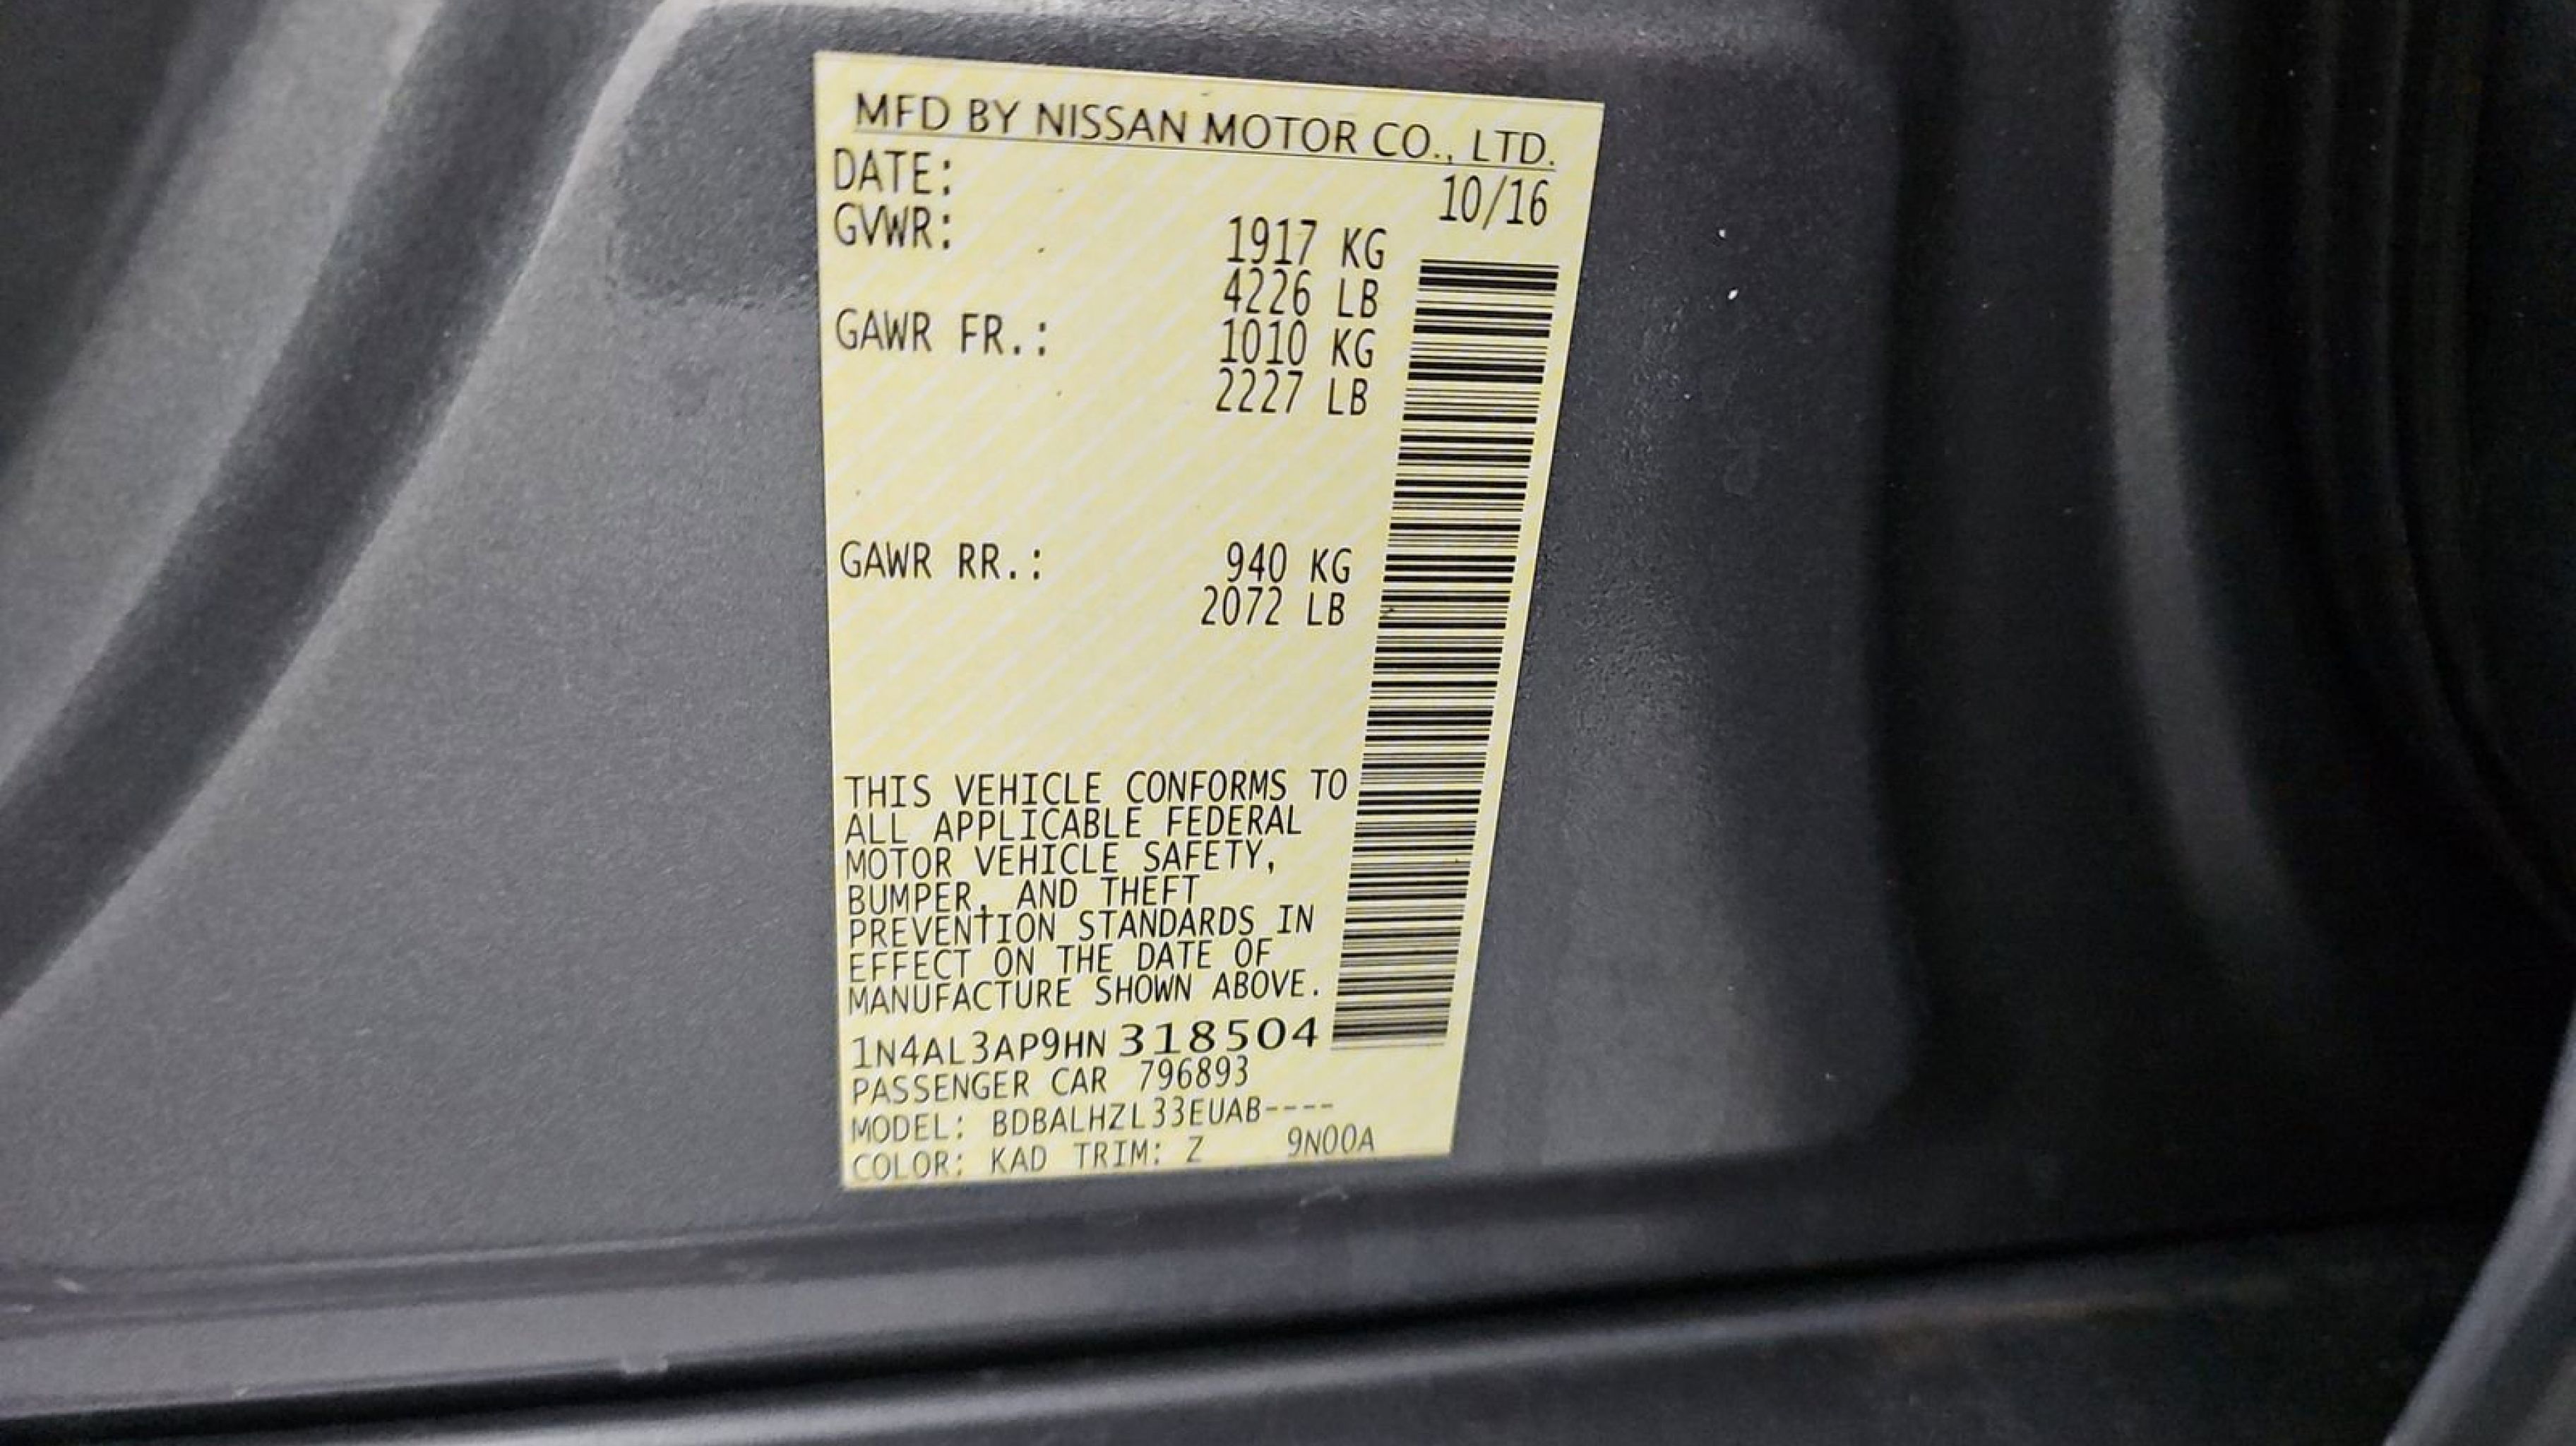 MFD BY NISSAN MOTOR CO., LTD.
DATE: 10/16
GVWR: 1917 KG
4226 LB
GAWR FR.: 1010 KG
2227 LB
GAWR RR.: 940 KG
2072 LB
THIS VEHICLE CONFORMS TO
ALL APPLICABLE FEDERAL
MOTOR VEHICLE SAFETY,
BUMPER, AND THEFT
PREVENTION STANDARDS IN
EFFECT ON THE DATE OF
MANUFACTURE SHOWN ABOVE.
1N4AL3AP9HN318504
PASSENGER CAR 796893
MODEL: BDBALHZL33EUAB----
COLOR: KAD TRIM: Z 9N00A